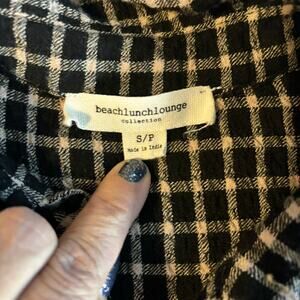 beachlunchlounge
collection
S/P
Made in India